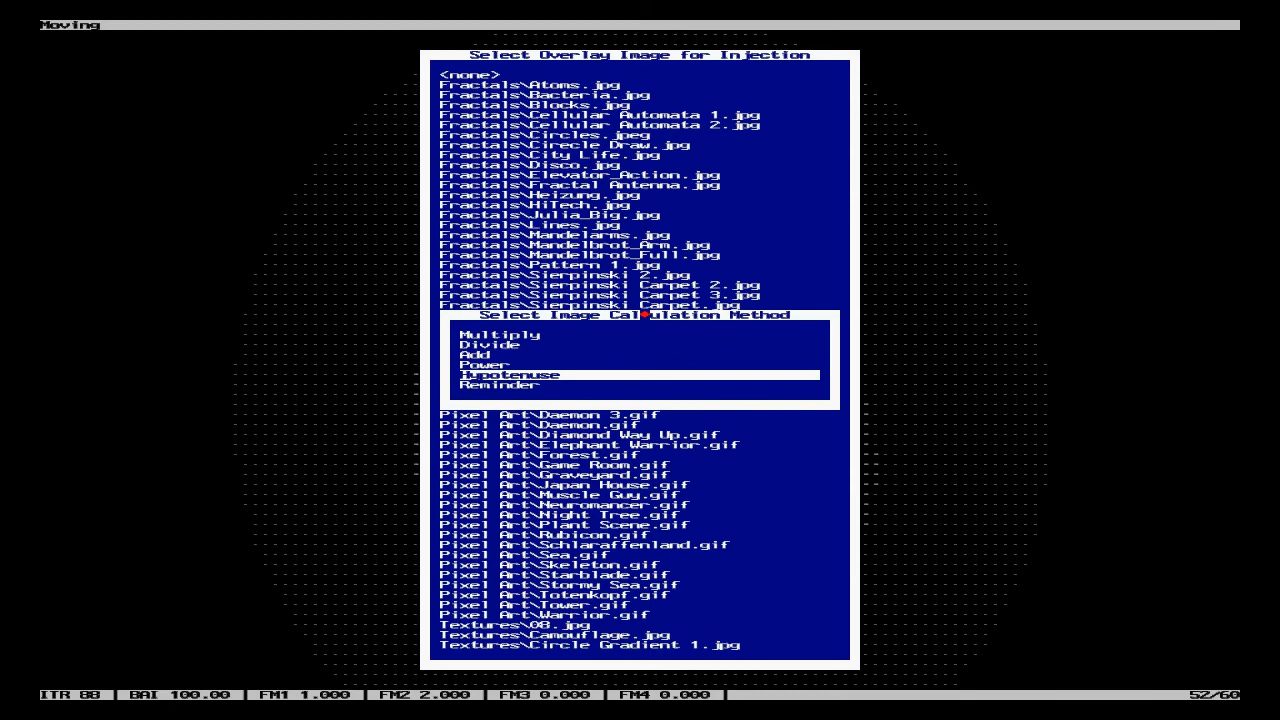 Moving
Select Overlay Image for Injection
<none>
Fractals\Atoms.jpg
Fractals\Bacteria.jpg
Fractals\Blocks.jpg
Fractals\Cellular Automata 1.jpg
Fractals\Cellular Automata 2.jpg
Fractals\Circles.jpeg
Fractals\Cirecle Draw.jpg
Fractals\City Life.jpg
Fractals\Disco.jpg
Fractals\Elevator_Action.jpg
Fractals\Fractal Antenna.jpg
Fractals\Heizung.jpg
Fractals\HiTech.jpg
Fractals\Julia_Big.jpg
Fractals\Lines.jpg
Fractals\Mandelarms.jpg
Fractals\Mandelbrot_Arm.jpg
Fractals\Mandelbrot_Full.jpg
Fractals\Pattern 1.jpg
Fractals\Sierpinski 2.jpg
Fractals\Sierpinski Carpet 2.jpg
Fractals\Sierpinski Carpet 3.jpg
Fractals\Sierpinski Carpet.jpg
Select Image Calculation Method
Multiply
Divide
Add
Power
Hypotenuse
Reminder
Pixel Art\Daemon 3.gif
Pixel Art\Daemon.gif
Pixel Art\Diamond Way Up.gif
Pixel Art\Elephant Warrior.gif
Pixel Art\Forest.gif
Pixel Art\Game Room.gif
Pixel Art\Graveyard.gif
Pixel Art\Japan House.gif
Pixel Art\Muscle Guy.gif
Pixel Art\Neuromancer.gif
Pixel Art\Night Tree.gif
Pixel Art\Plant Scene.gif
Pixel Art\Rubicon.gif
Pixel Art\Schlaraffenland.gif
Pixel Art\Sea.gif
Pixel Art\Skeleton.gif
Pixel Art\Starblade.gif
Pixel Art\Stormy Sea.gif
Pixel Art\Totenkopf.gif
Pixel Art\Tower.gif
Pixel Art\Warrior.gif
Textures\08.jpg
Textures\Camouflage.jpg
Textures\Circle Gradient 1.jpg
ITR 88 | BAI 100.00 | FM1 1.000 | FM2 2.000 | FM3 0.000 | FM4 0.000 | 52/60